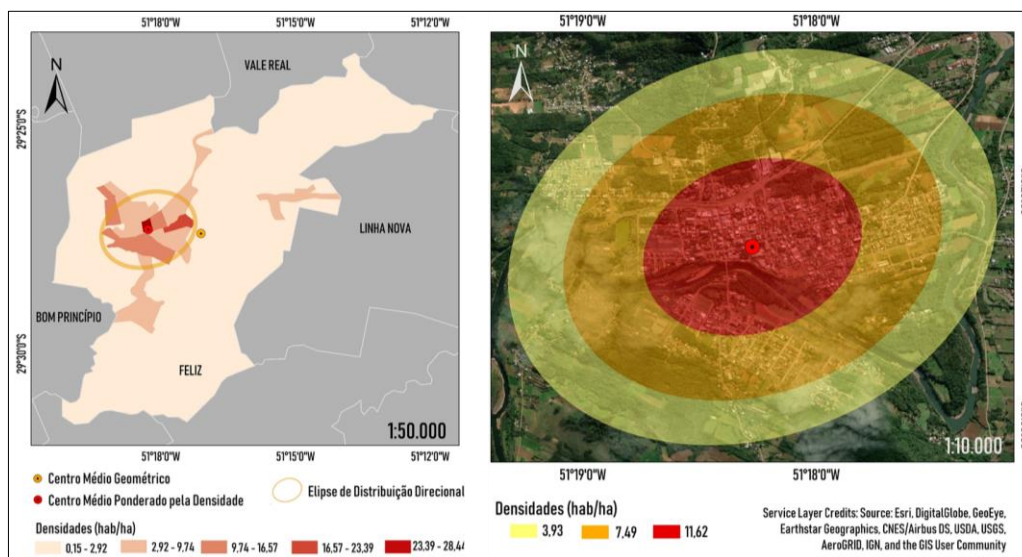 51°18'0"W 51°15'0"W 51°12'0"W
N
VALE REAL
29°25'0"S
LINHA NOVA
BOM PRINCÍPIO
29°30'0"S
FELIZ
1:50.000
51°18'0"W 51°15'0"W 51°12'0"W
Centro Médio Geométrico
Centro Médio Ponderado pela Densidade
Elipse de Distribuição Direcional
Densidades (hab/ha)
0,15 - 2,92 2,92 - 9,74 9,74 - 16,57 16,57 - 23,39 23,39 - 28,44
51°19'0"W 51°18'0"W
N
1:10.000
51°19'0"W 51°18'0"W
Densidades (hab/ha)
3,93 7,49 11,62
Service Layer Credits: Source: Esri, DigitalGlobe, GeoEye,
Earthstar Geographics, CNES/Airbus DS, USDA, USGS,
AeroGRID, IGN, and the GIS User Community